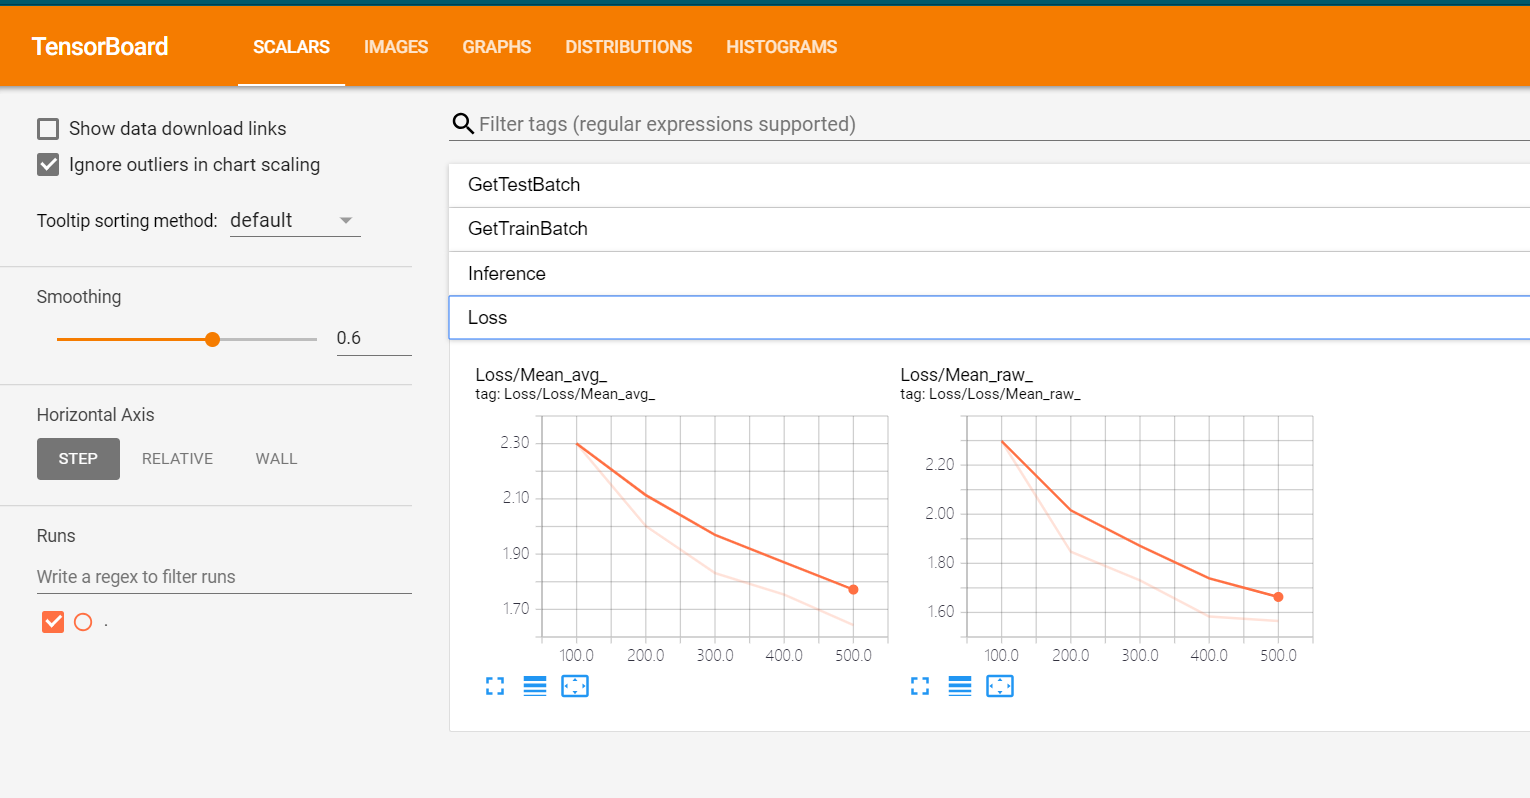 TensorBoard SCALARS IMAGES GRAPHS DISTRIBUTIONS HISTOGRAMS
Show data download links
Ignore outliers in chart scaling
Tooltip sorting method: default
Smoothing
0.6
Horizontal Axis
STEP RELATIVE WALL
Runs
Write a regex to filter runs
.
Filter tags (regular expressions supported)
GetTestBatch
GetTrainBatch
Inference
Loss
Loss/Mean_avg_
tag: Loss/Loss/Mean_avg_
2.30
2.10
1.90
1.70
100.0 200.0 300.0 400.0 500.0
Loss/Mean_raw_
tag: Loss/Loss/Mean_raw_
2.20
2.00
1.80
1.60
100.0 200.0 300.0 400.0 500.0